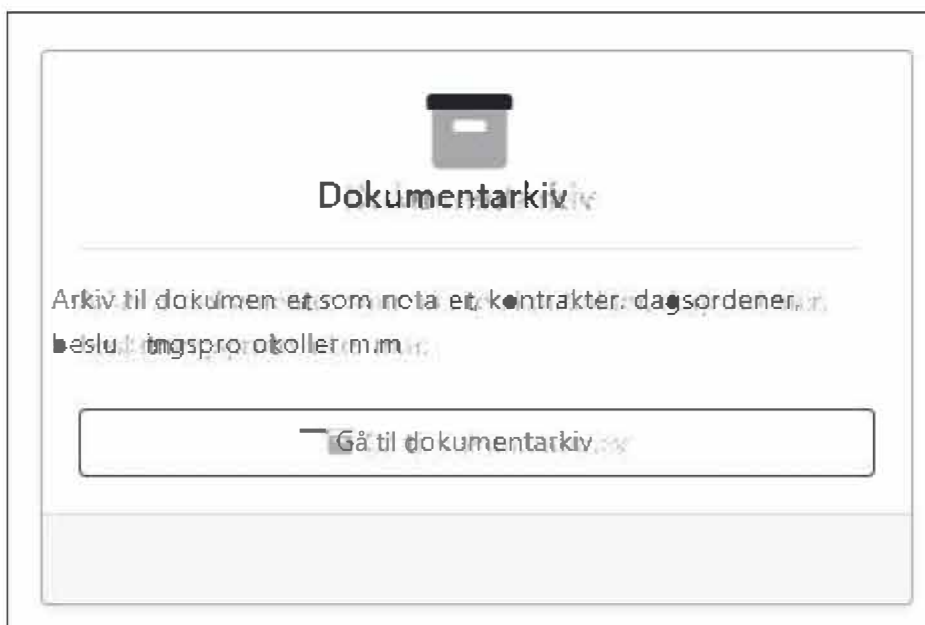 Dokumentarkiv
Arkiv til dokumenter som notater, kontrakter, dagsordener,
beslutningsprotokoller m.m.
Gå til dokumentarkiv